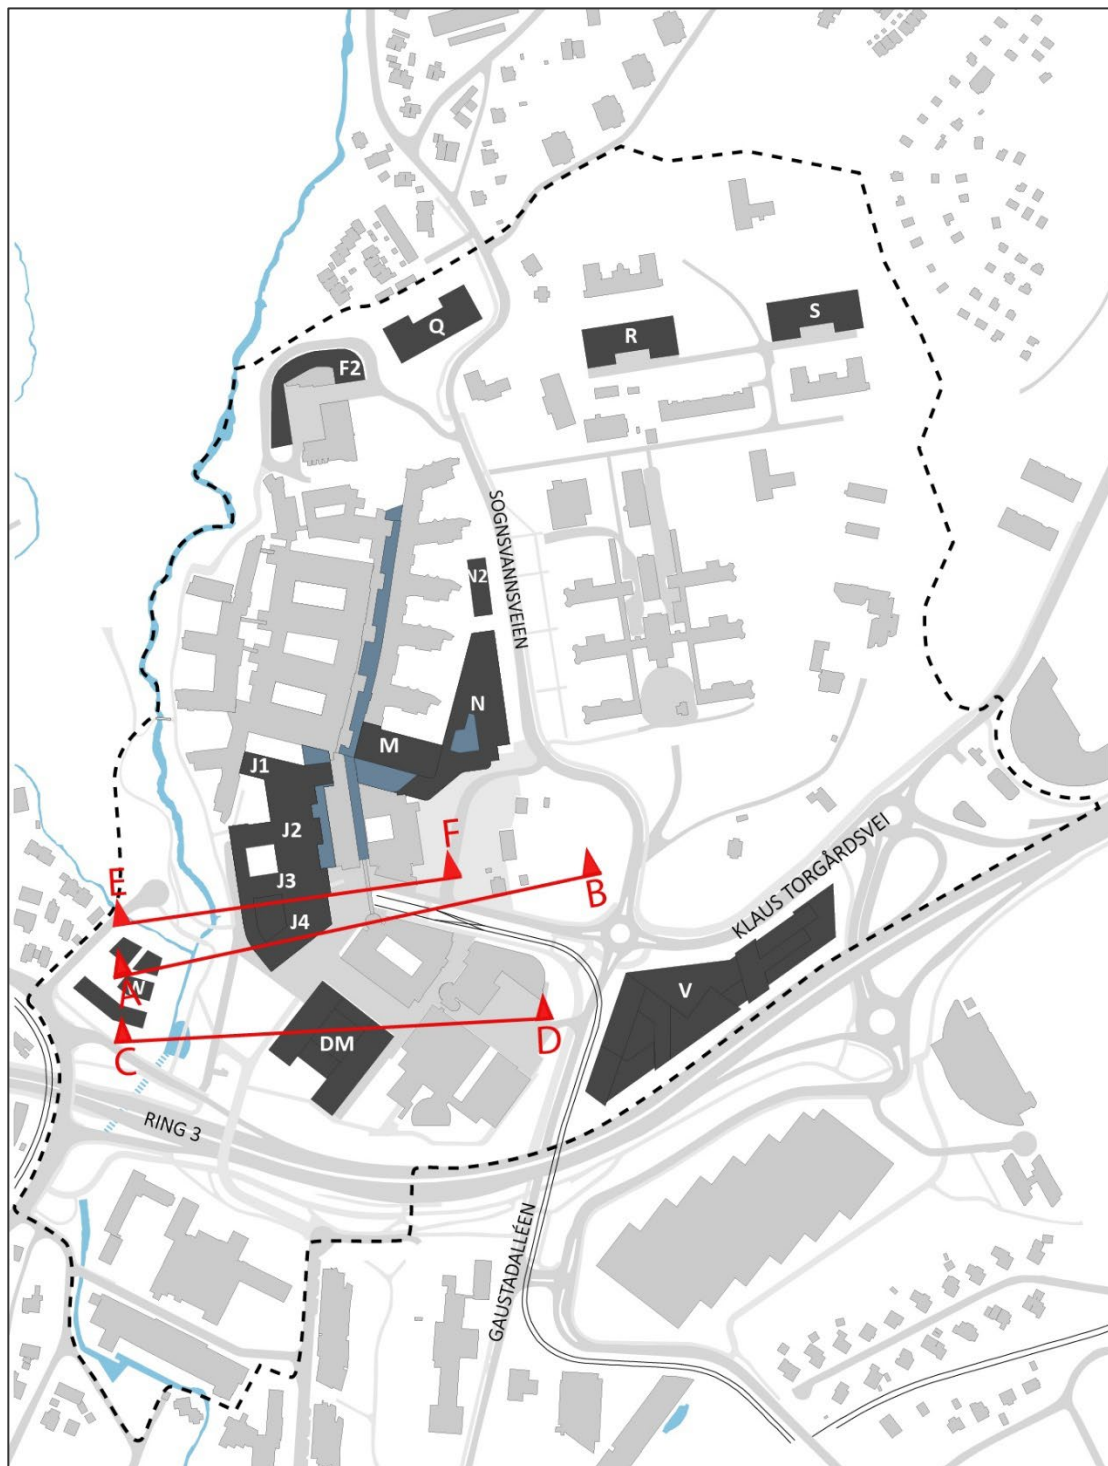 S
Q
R
F2
SOGNSVANNSVEIEN
N2
N
M
J1
J2
F
E
J3
B
J4
KLAUS TORGÅRDSVEI
W
A
V
D
DM
C
RING 3
GAUSTADALLÉEN